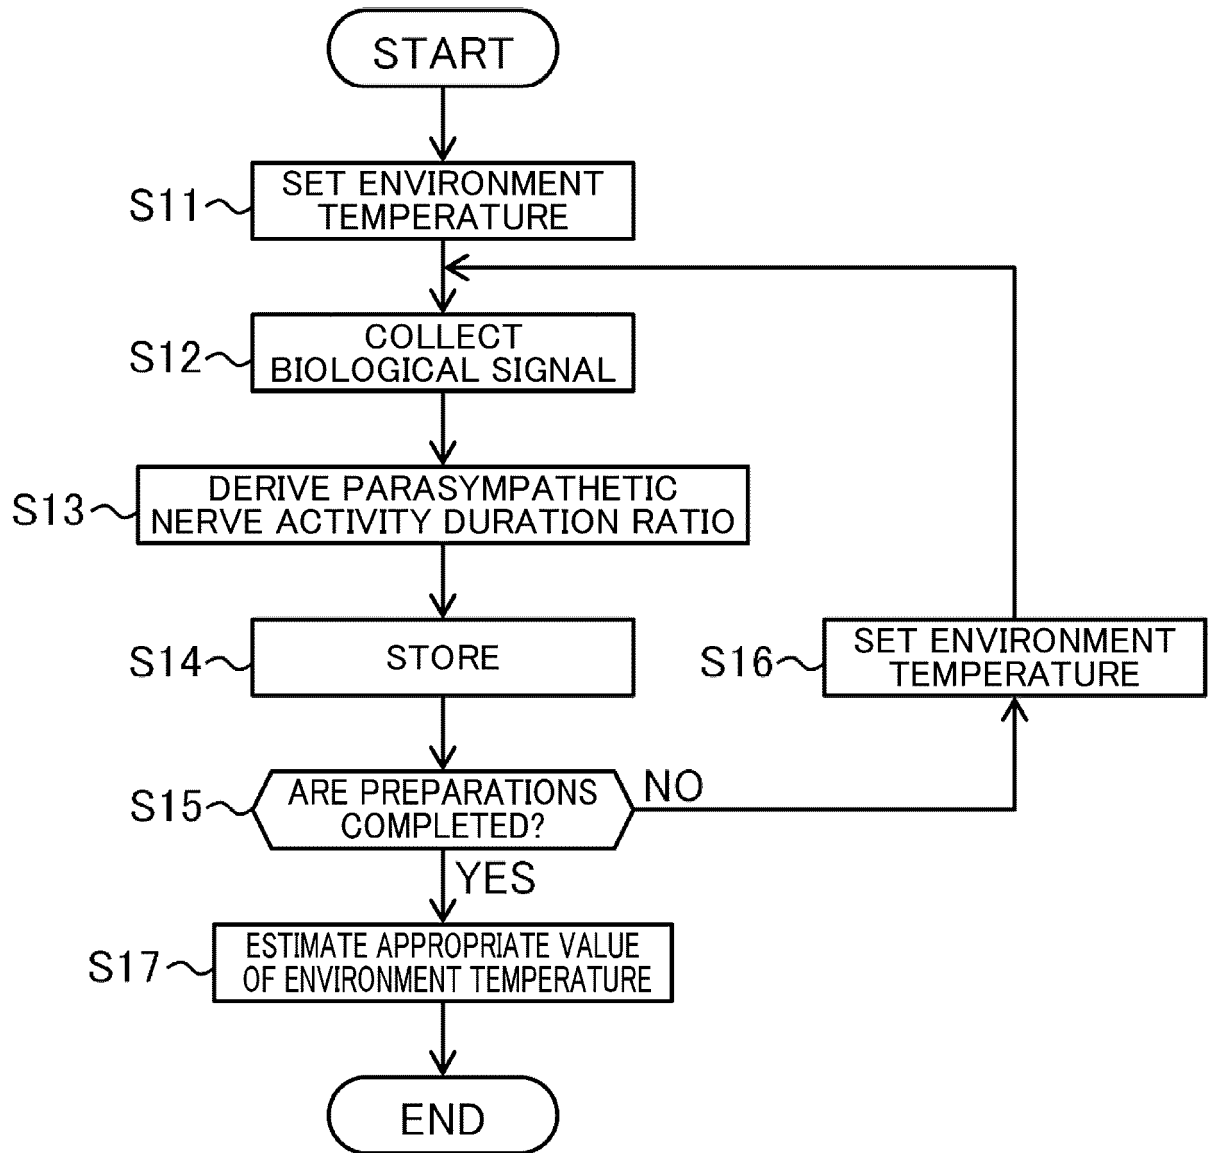 START
S11
SET ENVIRONMENT
TEMPERATURE
S12
COLLECT
BIOLOGICAL SIGNAL
S13
DERIVE PARASYMPATHETIC
NERVE ACTIVITY DURATION RATIO
S14
STORE
S16
SET ENVIRONMENT
TEMPERATURE
S15
ARE PREPARATIONS
COMPLETED?
NO
YES
S17
ESTIMATE APPROPRIATE VALUE
OF ENVIRONMENT TEMPERATURE
END